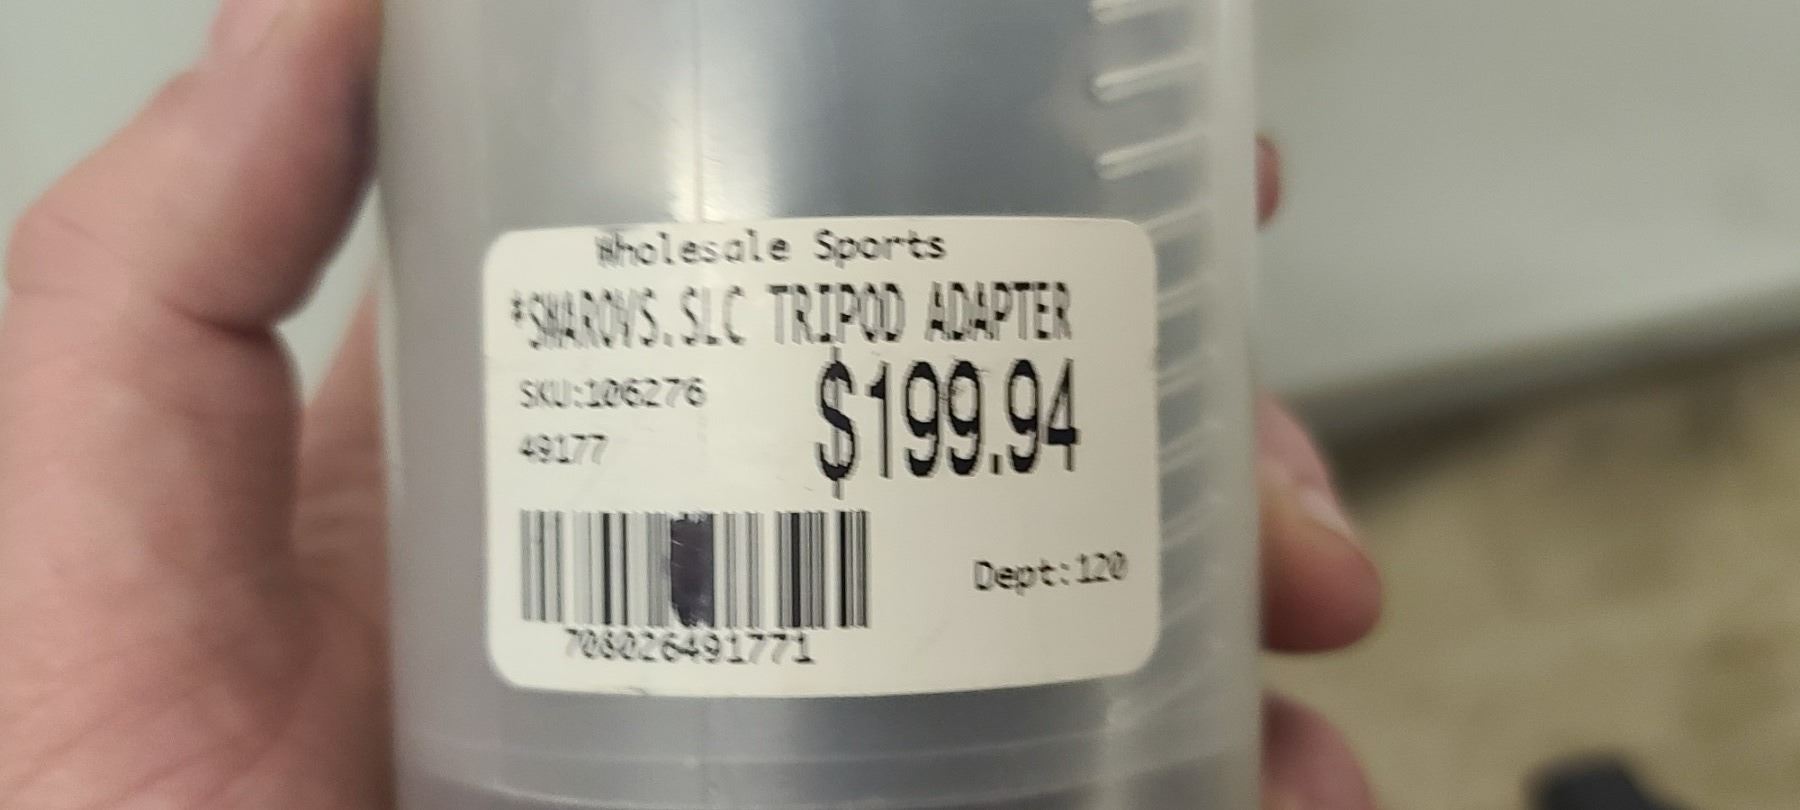 Wholesale Sports
*SWAROVS.SLC TRIPOD ADAPTER
SKU:106276
$199.94
49177
Dept:120
708026491771